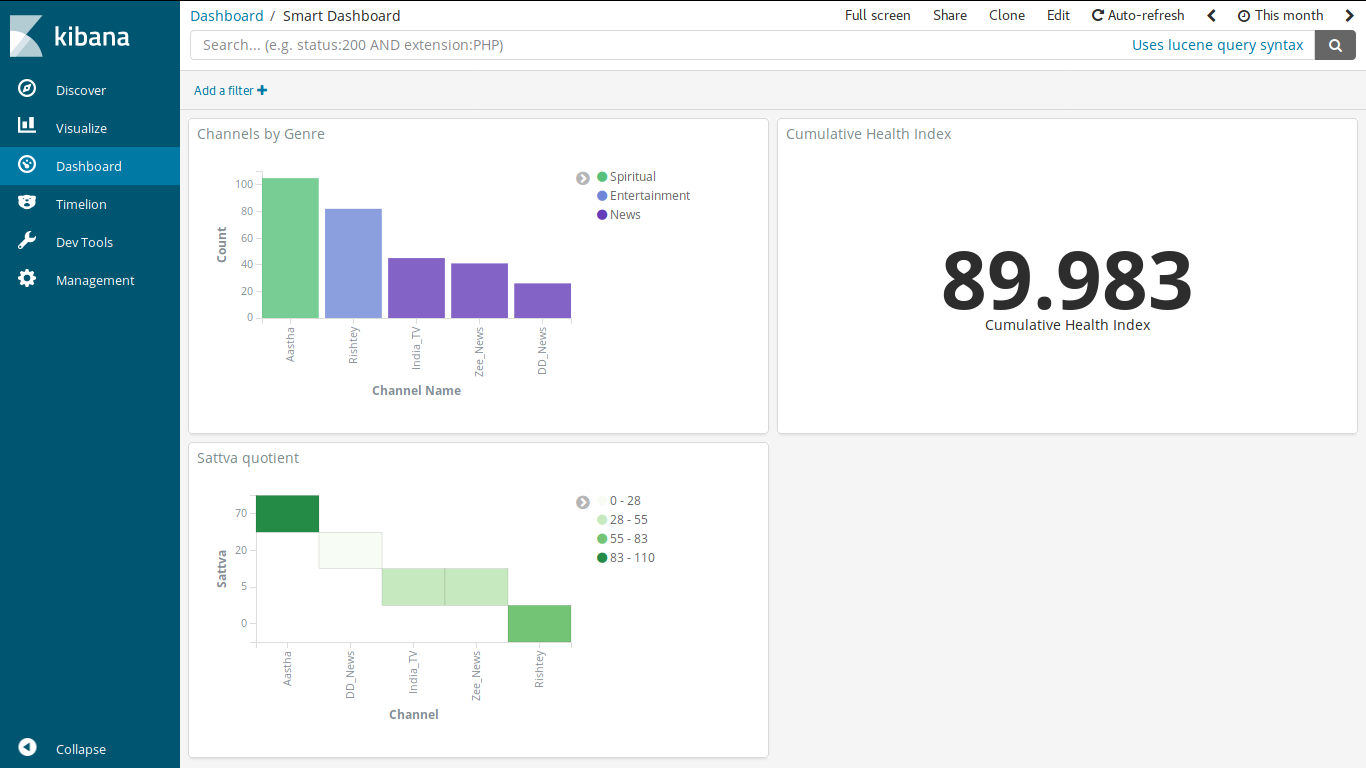 kibana
Discover
Visualize
Dashboard
Timelion
Dev Tools
Management
Collapse
Dashboard / Smart Dashboard
Full screen Share Clone Edit Auto-refresh This month
Search... (e.g. status:200 AND extension:PHP) Uses lucene query syntax
Add a filter
Channels by Genre
Count
100
80
60
40
20
0
Aastha
Rishtey
India_TV
Zee_News
DD_News
Channel Name
Spiritual
Entertainment
News
Cumulative Health Index
89.983
Cumulative Health Index
Sattva quotient
Sattva
70
20
5
0
Aastha
DD_News
India_TV
Zee_News
Rishtey
Channel
0 - 28
28 - 55
55 - 83
83 - 110